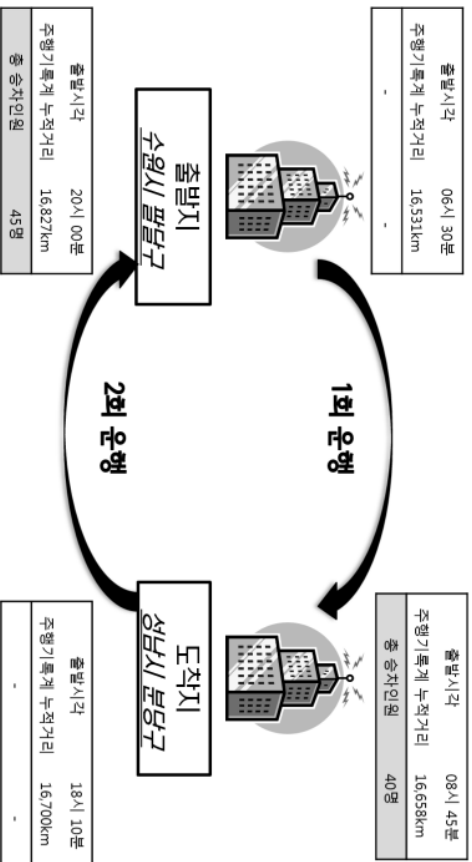 출발시각 06시 30분
주행기록계 누적거리 16,531km
- -
출발시각 08시 45분
주행기록계 누적거리 16,658km
총 승차인원 40명
1회 운행
출발지
수원시 팔달구
도착지
성남시 분당구
2회 운행
출발시각 20시 00분
주행기록계 누적거리 16,827km
총 승차인원 45명
출발시각 18시 10분
주행기록계 누적거리 16,700km
- -